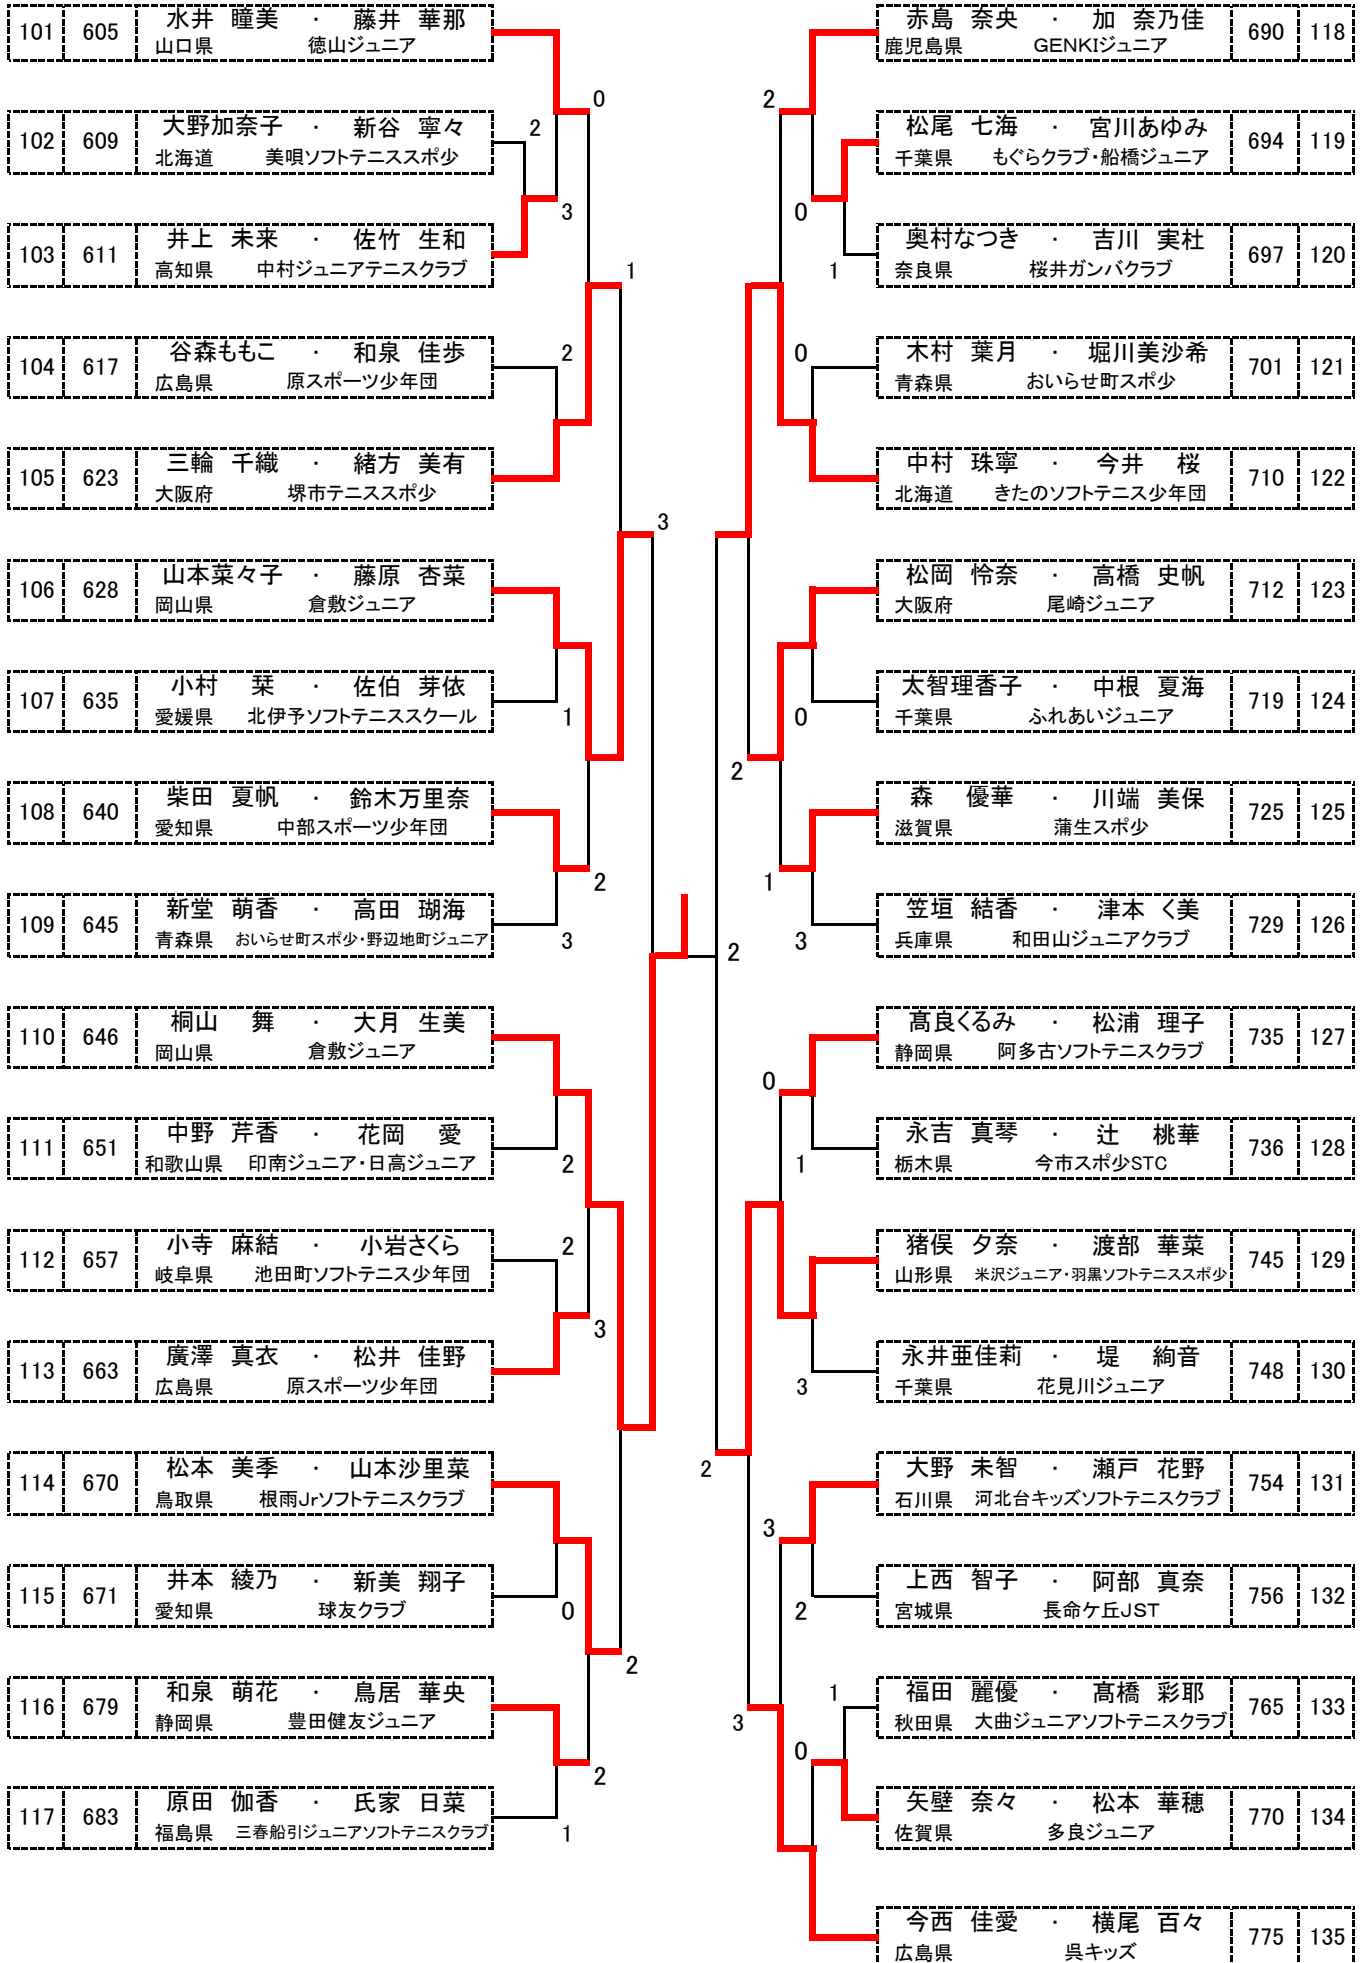 101 605 水井 瞳美 ・ 藤井 華那
山口県 徳山ジュニア
0
102 609 大野加奈子 ・ 新谷 寧々
北海道 美唄ソフトテニススポ少
2
3
103 611 井上 未来 ・ 佐竹 生和
高知県 中村ジュニアテニスクラブ
1
104 617 谷森ももこ ・ 和泉 佳歩
広島県 原スポーツ少年団
2
105 623 三輪 千織 ・ 緒方 美有
大阪府 堺市テニススポ少
3
106 628 山本菜々子 ・ 藤原 杏菜
岡山県 倉敷ジュニア
107 635 小村 栞 ・ 佐伯 芽依
愛媛県 北伊予ソフトテニススクール
1
108 640 柴田 夏帆 ・ 鈴木万里奈
愛知県 中部スポーツ少年団
2
109 645 新堂 萌香 ・ 高田 瑚海
青森県 おいらせ町スポ少・野辺地町ジュニア
3
110 646 桐山 舞 ・ 大月 生美
岡山県 倉敷ジュニア
111 651 中野 芹香 ・ 花岡 愛
和歌山県 印南ジュニア・日高ジュニア
2
112 657 小寺 麻結 ・ 小岩さくら
岐阜県 池田町ソフトテニス少年団
2
3
113 663 廣澤 真衣 ・ 松井 佳野
広島県 原スポーツ少年団
114 670 松本 美季 ・ 山本沙里菜
鳥取県 根雨Jrソフトテニスクラブ
115 671 井本 綾乃 ・ 新美 翔子
愛知県 球友クラブ
0
2
116 679 和泉 萌花 ・ 鳥居 華央
静岡県 豊田健友ジュニア
2
117 683 原田 伽香 ・ 氏家 日菜
福島県 三春船引ジュニアソフトテニスクラブ
1
赤島 奈央 ・ 加 奈乃佳 690 118
鹿児島県 GENKIジュニア
2
松尾 七海 ・ 宮川あゆみ 694 119
千葉県 もぐらクラブ・船橋ジュニア
0
奥村なつき ・ 吉川 実杜 697 120
奈良県 桜井ガンバクラブ
1
木村 葉月 ・ 堀川美沙希 701 121
青森県 おいらせ町スポ少
0
中村 珠寧 ・ 今井 桜 710 122
北海道 きたのソフトテニス少年団
松岡 怜奈 ・ 高橋 史帆 712 123
大阪府 尾崎ジュニア
太智理香子 ・ 中根 夏海 719 124
千葉県 ふれあいジュニア
0
2
森 優華 ・ 川端 美保 725 125
滋賀県 蒲生スポ少
1
笠垣 結香 ・ 津本 く美 729 126
兵庫県 和田山ジュニアクラブ
3
2
髙良くるみ ・ 松浦 理子 735 127
静岡県 阿多古ソフトテニスクラブ
0
永吉 真琴 ・ 辻 桃華 736 128
栃木県 今市スポ少STC
1
猪俣 夕奈 ・ 渡部 華菜 745 129
山形県 米沢ジュニア・羽黒ソフトテニススポ少
永井亜佳莉 ・ 堤 絢音 748 130
千葉県 花見川ジュニア
3
2
大野 未智 ・ 瀬戸 花野 754 131
石川県 河北台キッズソフトテニスクラブ
3
上西 智子 ・ 阿部 真奈 756 132
宮城県 長命ケ丘JST
2
福田 麗優 ・ 髙橋 彩耶 765 133
秋田県 大曲ジュニアソフトテニスクラブ
1
3
0
矢壁 奈々 ・ 松本 華穂 770 134
佐賀県 多良ジュニア
今西 佳愛 ・ 横尾 百々 775 135
広島県 呉キッズ